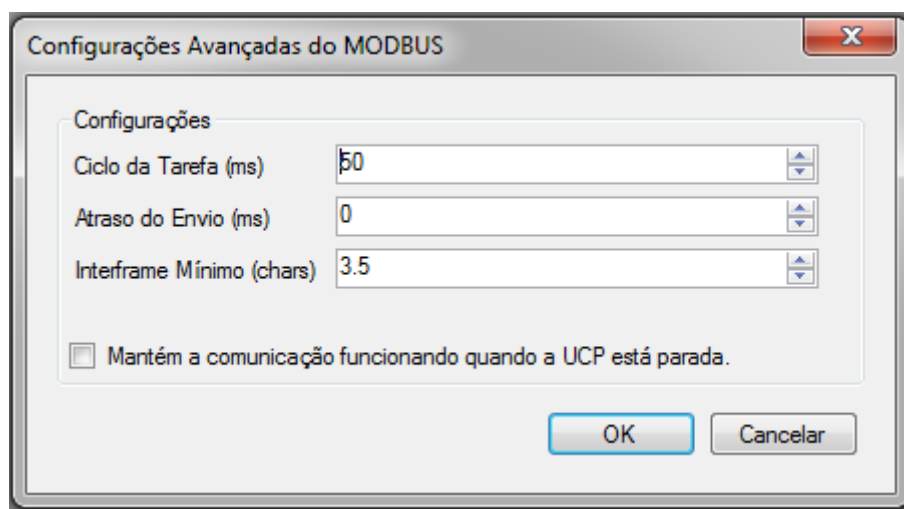 Configurações Avançadas do MODBUS
Configurações
Ciclo da Tarefa (ms) 50
Atraso do Envio (ms) 0
Interframe Mínimo (chars) 3.5
Mantém a comunicação funcionando quando a UCP está parada.
OK Cancelar